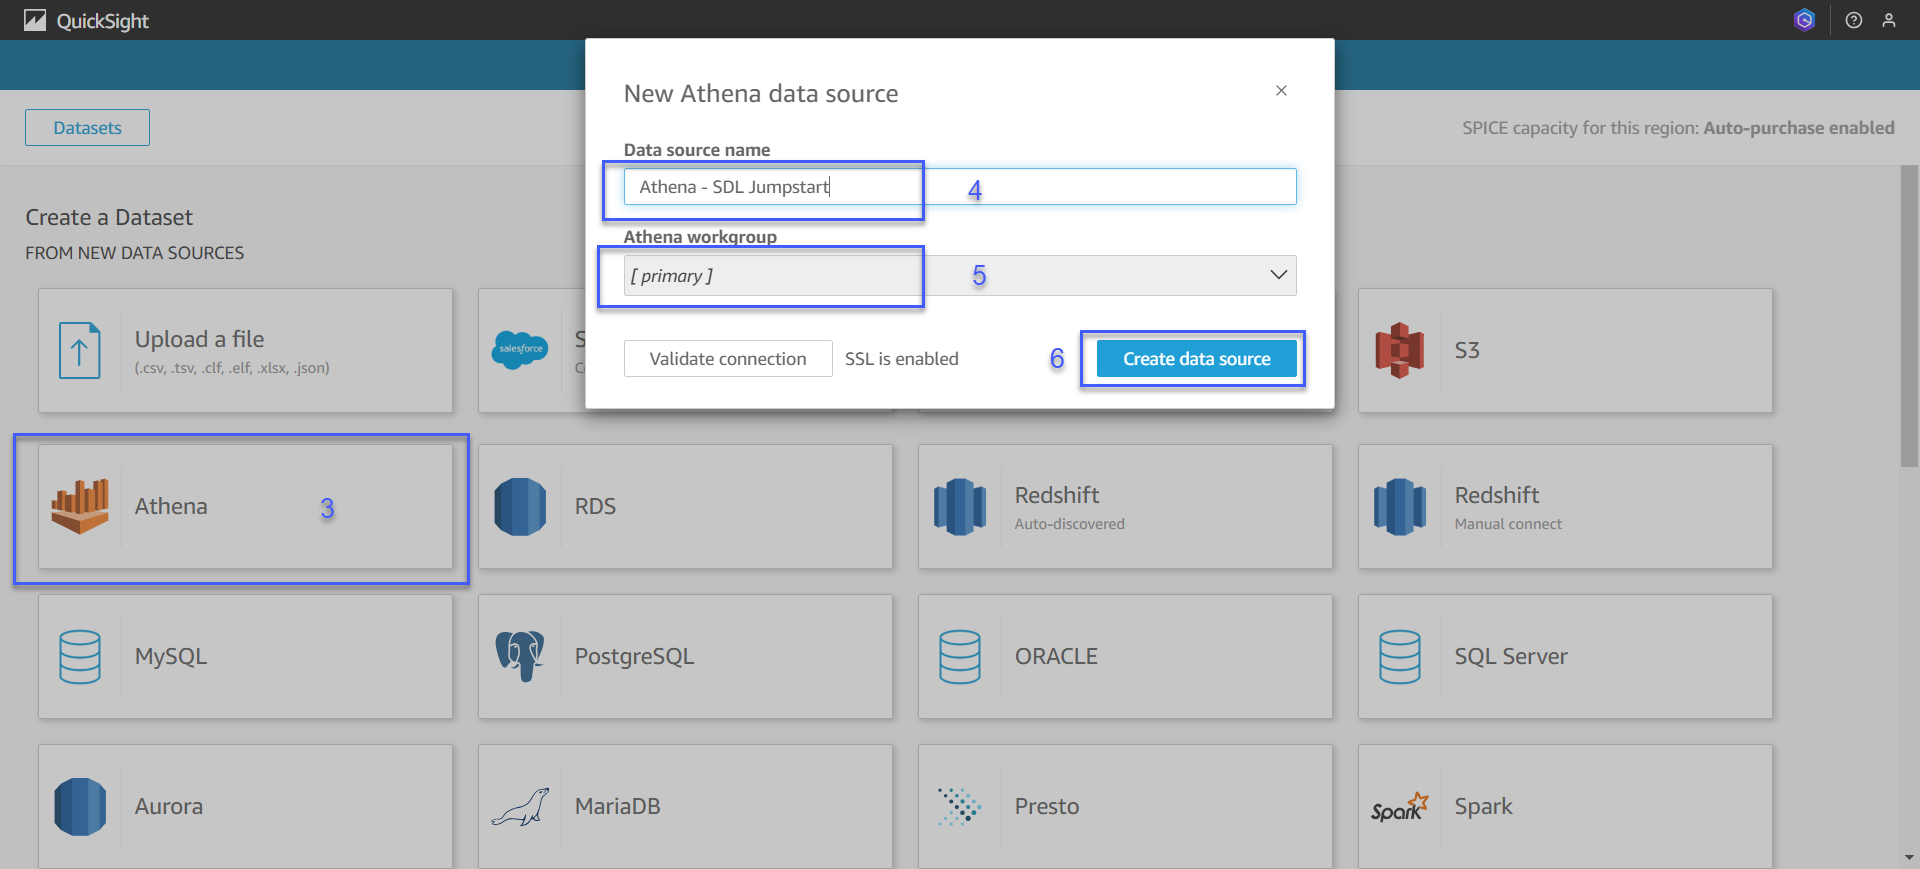 QuickSight
New Athena data source
Datasets
SPICE capacity for this region: Auto-purchase enabled
Data source name
Athena - SDL Jumpstart
4
Athena workgroup
[ primary ]
5
Validate connection
SSL is enabled
6
Create data source
Create a Dataset
FROM NEW DATA SOURCES
Upload a file
(.csv, .tsv, .clf, .elf, .xlsx, .json)
salesforce
S3
Athena
3
RDS
Redshift
Auto-discovered
Redshift
Manual connect
MySQL
PostgreSQL
ORACLE
SQL Server
Aurora
MariaDB
Presto
Spark
Spark